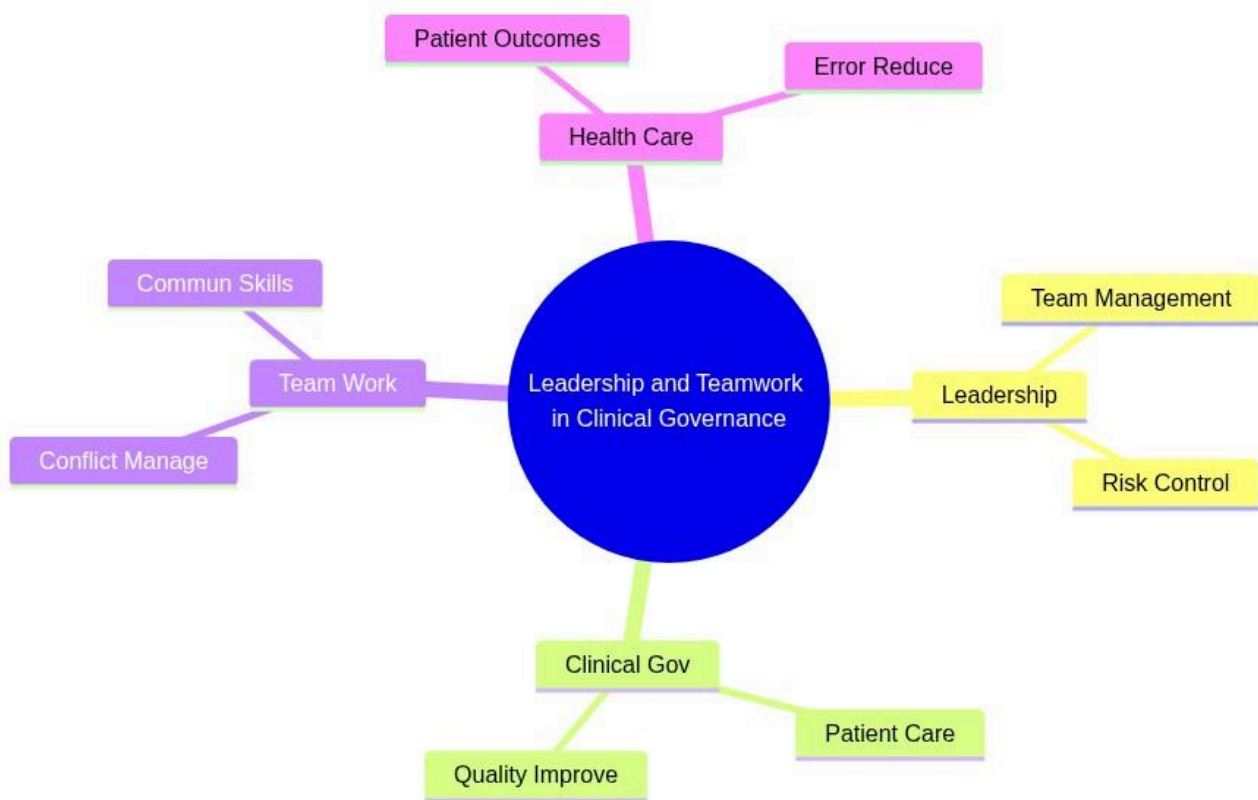 Patient Outcomes
Error Reduce
Health Care
Commun Skills
Team Management
Team Work
Leadership and Teamwork
in Clinical Governance
Leadership
Conflict Manage
Risk Control
Clinical Gov
Patient Care
Quality Improve